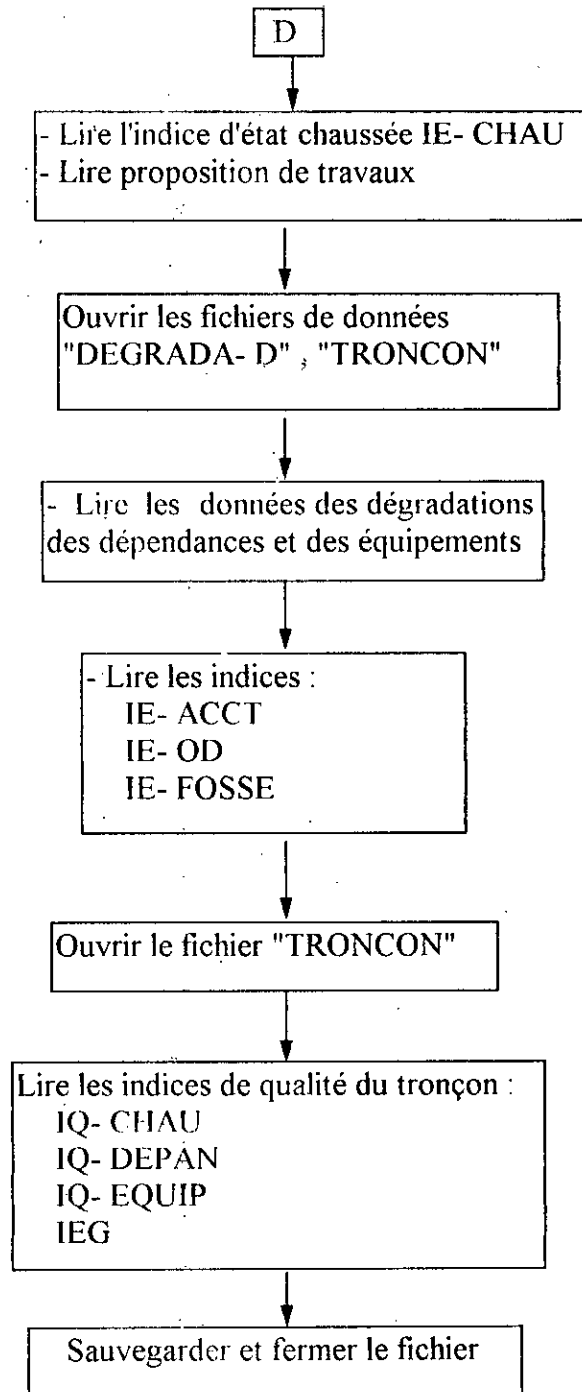 D
- Lire l'indice d'état chaussée IE- CHAU
- Lire proposition de travaux
Ouvrir les fichiers de données
"DEGRADA- D" , "TRONCON"
- Lire les données des dégradations
des dépendances et des équipements
- Lire les indices :
IE- ACCT
IE- OD
IE- FOSSE
Ouvrir le fichier "TRONCON"
Lire les indices de qualité du tronçon :
IQ- CHAU
IQ- DEPAN
IQ- EQUIP
IEG
Sauvegarder et fermer le fichier